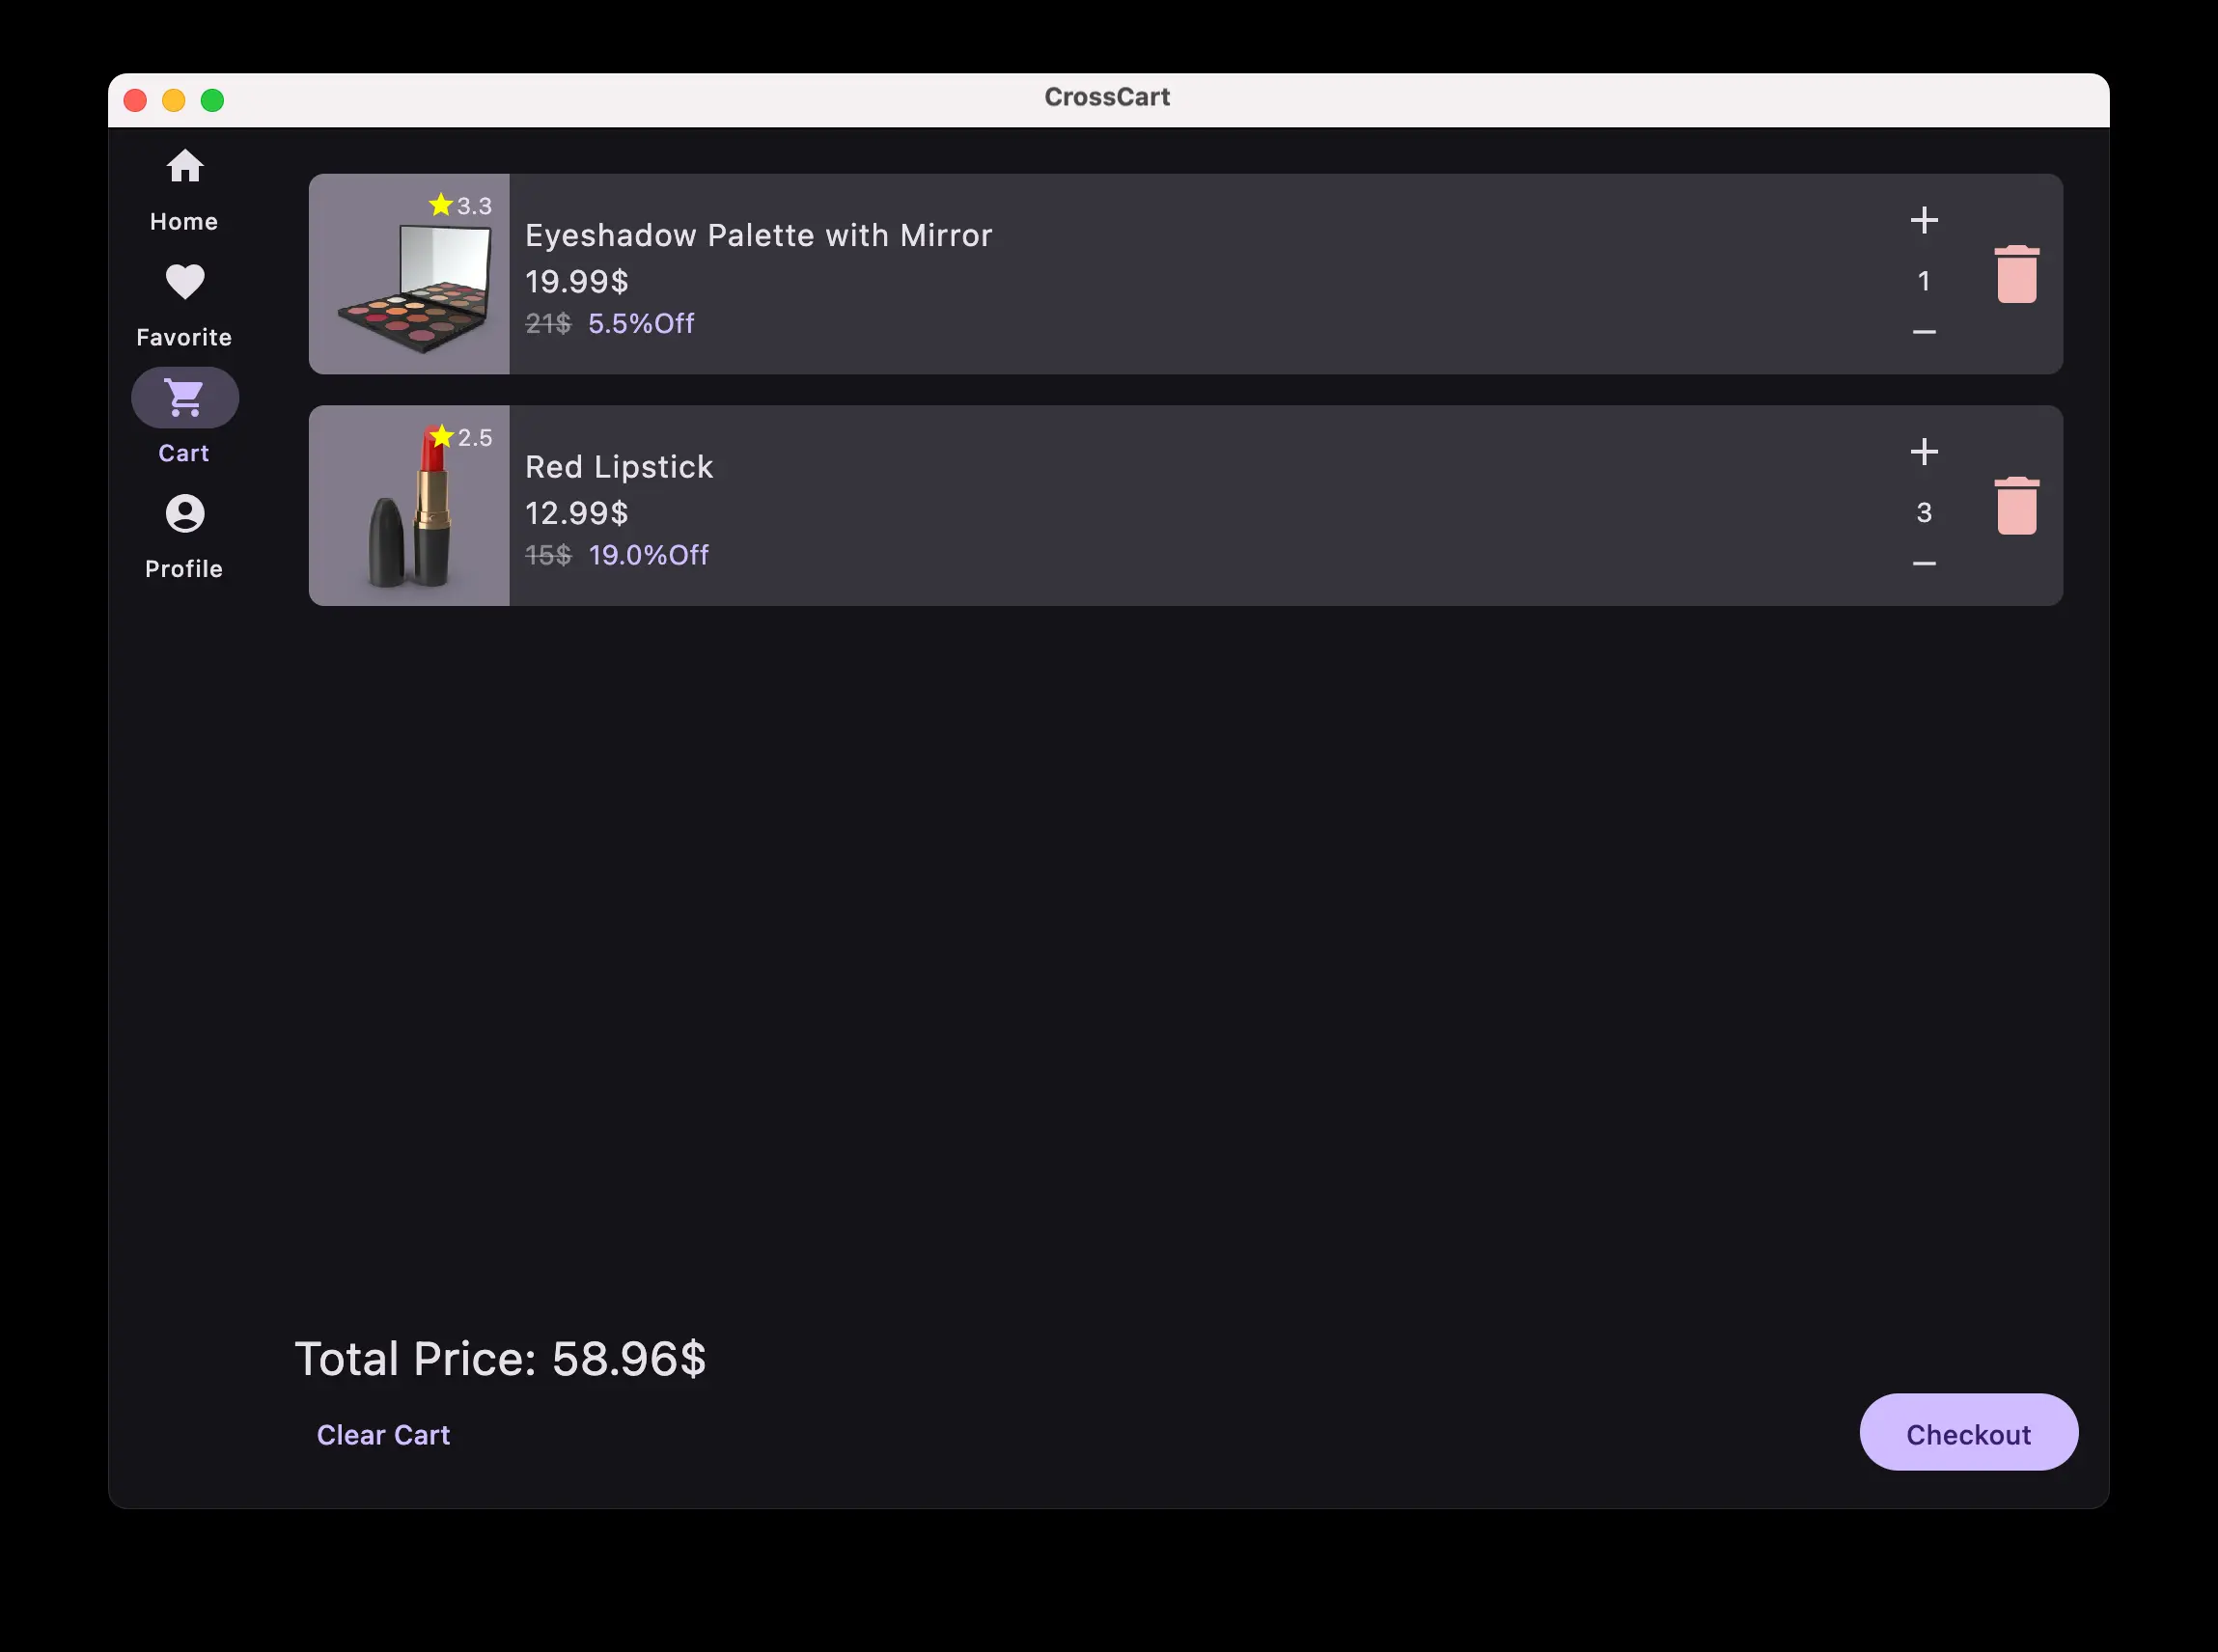 CrossCart
Home
Favorite
Cart
Profile
3.3
Eyeshadow Palette with Mirror
19.99$
21$ 5.5%Off
1
2.5
Red Lipstick
12.99$
15$ 19.0%Off
3
Total Price: 58.96$
Clear Cart
Checkout